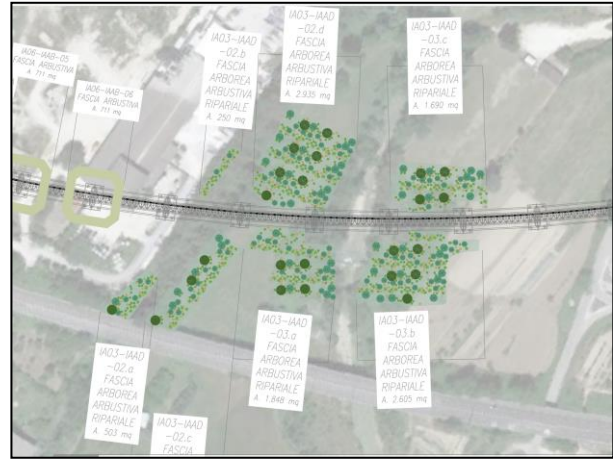 IA06-IAAB-05
FASCIA ARBUSTIVA
A. 711 mq
IA06-IAAB-06
FASCIA ARBUSTIVA
A. 711 mq
IA03-IAAD
-02.b
FASCIA
ARBOREA
ARBUSTIVA
RIPARIALE
A. 250 mq
IA03-IAAD
-02.d
FASCIA
ARBOREA
ARBUSTIVA
RIPARIALE
A. 2.935 mq
IA03-IAAD
-03.c
FASCIA
ARBOREA
ARBUSTIVA
RIPARIALE
A. 1.690 mq
IA03-IAAD
-02.a
FASCIA
ARBOREA
ARBUSTIVA
RIPARIALE
A. 503 mq
IA03-IAAD
-02.c
FASCIA
IA03-IAAD
-03.a
FASCIA
ARBOREA
ARBUSTIVA
RIPARIALE
A. 1.848 mq
IA03-IAAD
-03.b
FASCIA
ARBOREA
ARBUSTIVA
RIPARIALE
A. 2.605 mq